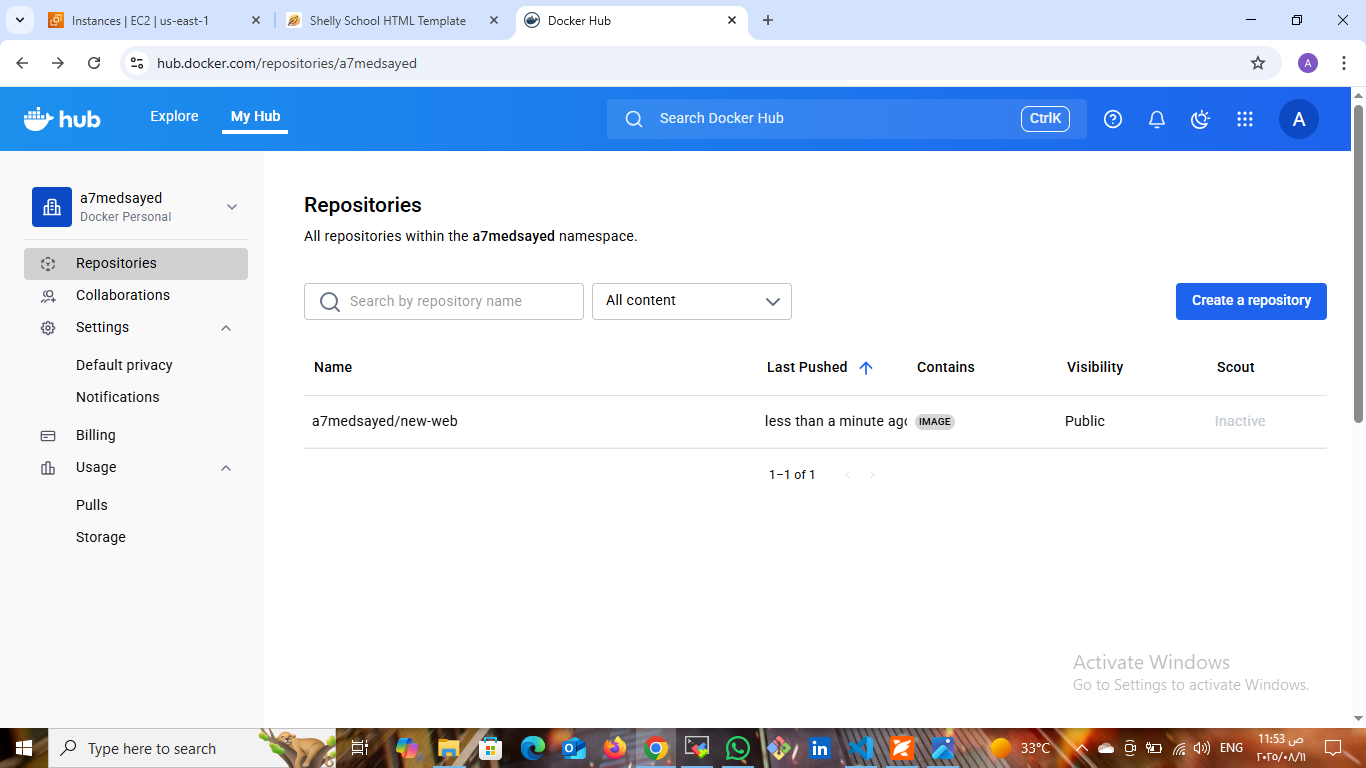 Instances | EC2 | us-east-1
Shelly School HTML Template
Docker Hub
hub.docker.com/repositories/a7medsayed
A
hub
Explore
My Hub
Search Docker Hub
CtrlK
A
a7medsayed
Docker Personal
Repositories
Collaborations
Settings
Default privacy
Notifications
Billing
Usage
Pulls
Storage
Repositories
All repositories within the a7medsayed namespace.
Search by repository name
All content
Create a repository
Name Last Pushed Contains Visibility Scout
a7medsayed/new-web less than a minute ago IMAGE Public Inactive
1–1 of 1
Activate Windows
Go to Settings to activate Windows.
Type here to search
33°C
ENG
11:53 ص
٢٠٢٥/٠٨/١١